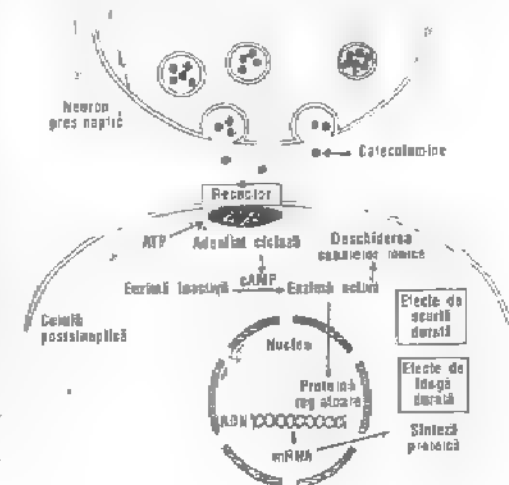 Neuron
presinaptic
Catecolamine
Receptor
ATP
Adenilat ciclază
Deschiderea
canalelor ionice
cAMP
Enzimă inactivă
Enzimă activă
Celulă
postsinaptică
Efecte de
scurtă
durată
Nucleu
Efecte de
lungă
durată
Proteină
reglatoare
ADN
mRNA
Sinteză
proteică